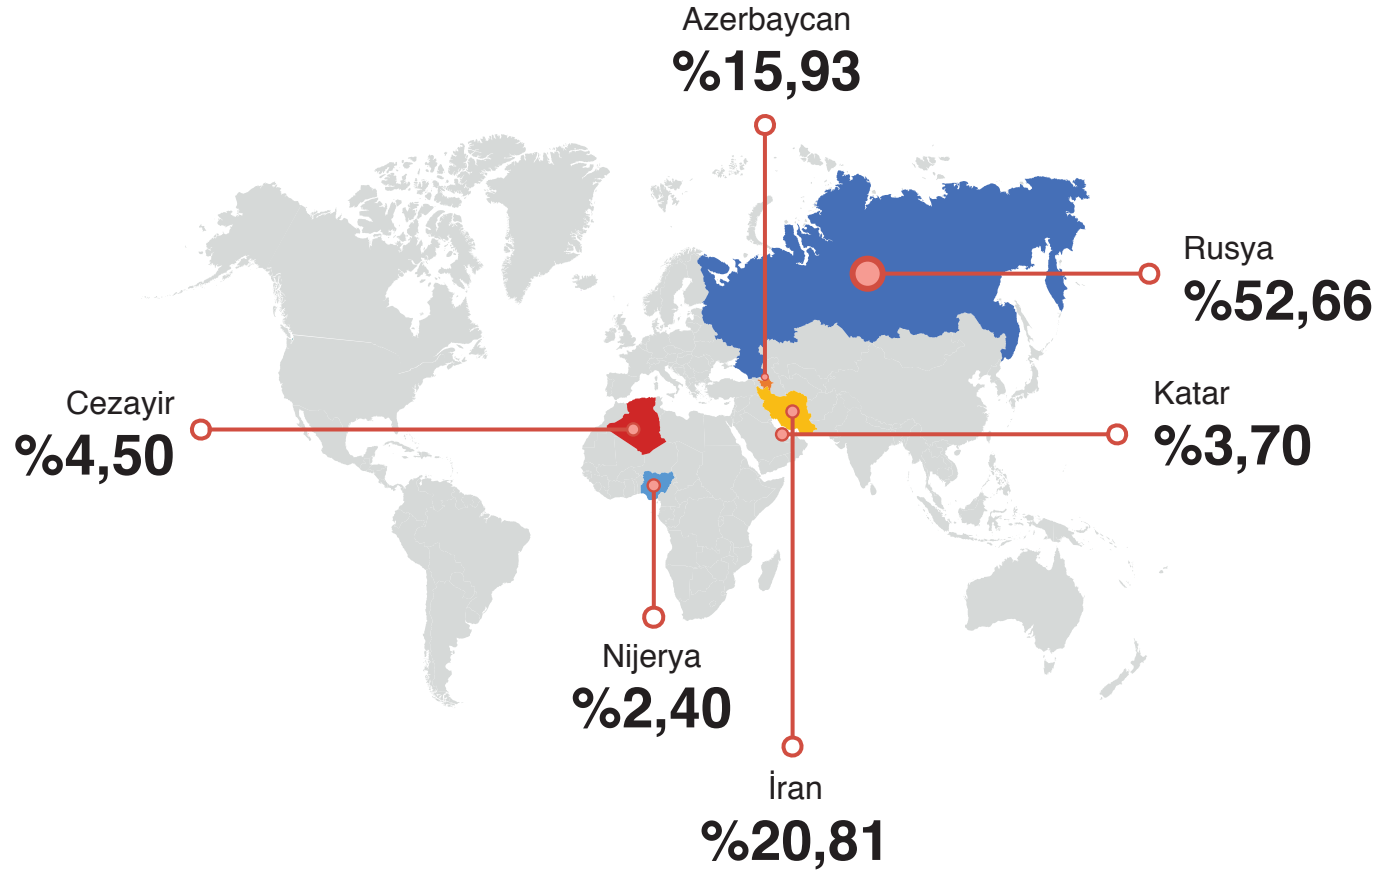 Azerbaycan
%15,93
Rusya
%52,66
Katar
%3,70
Cezayir
%4,50
Nijerya
%2,40
İran
%20,81